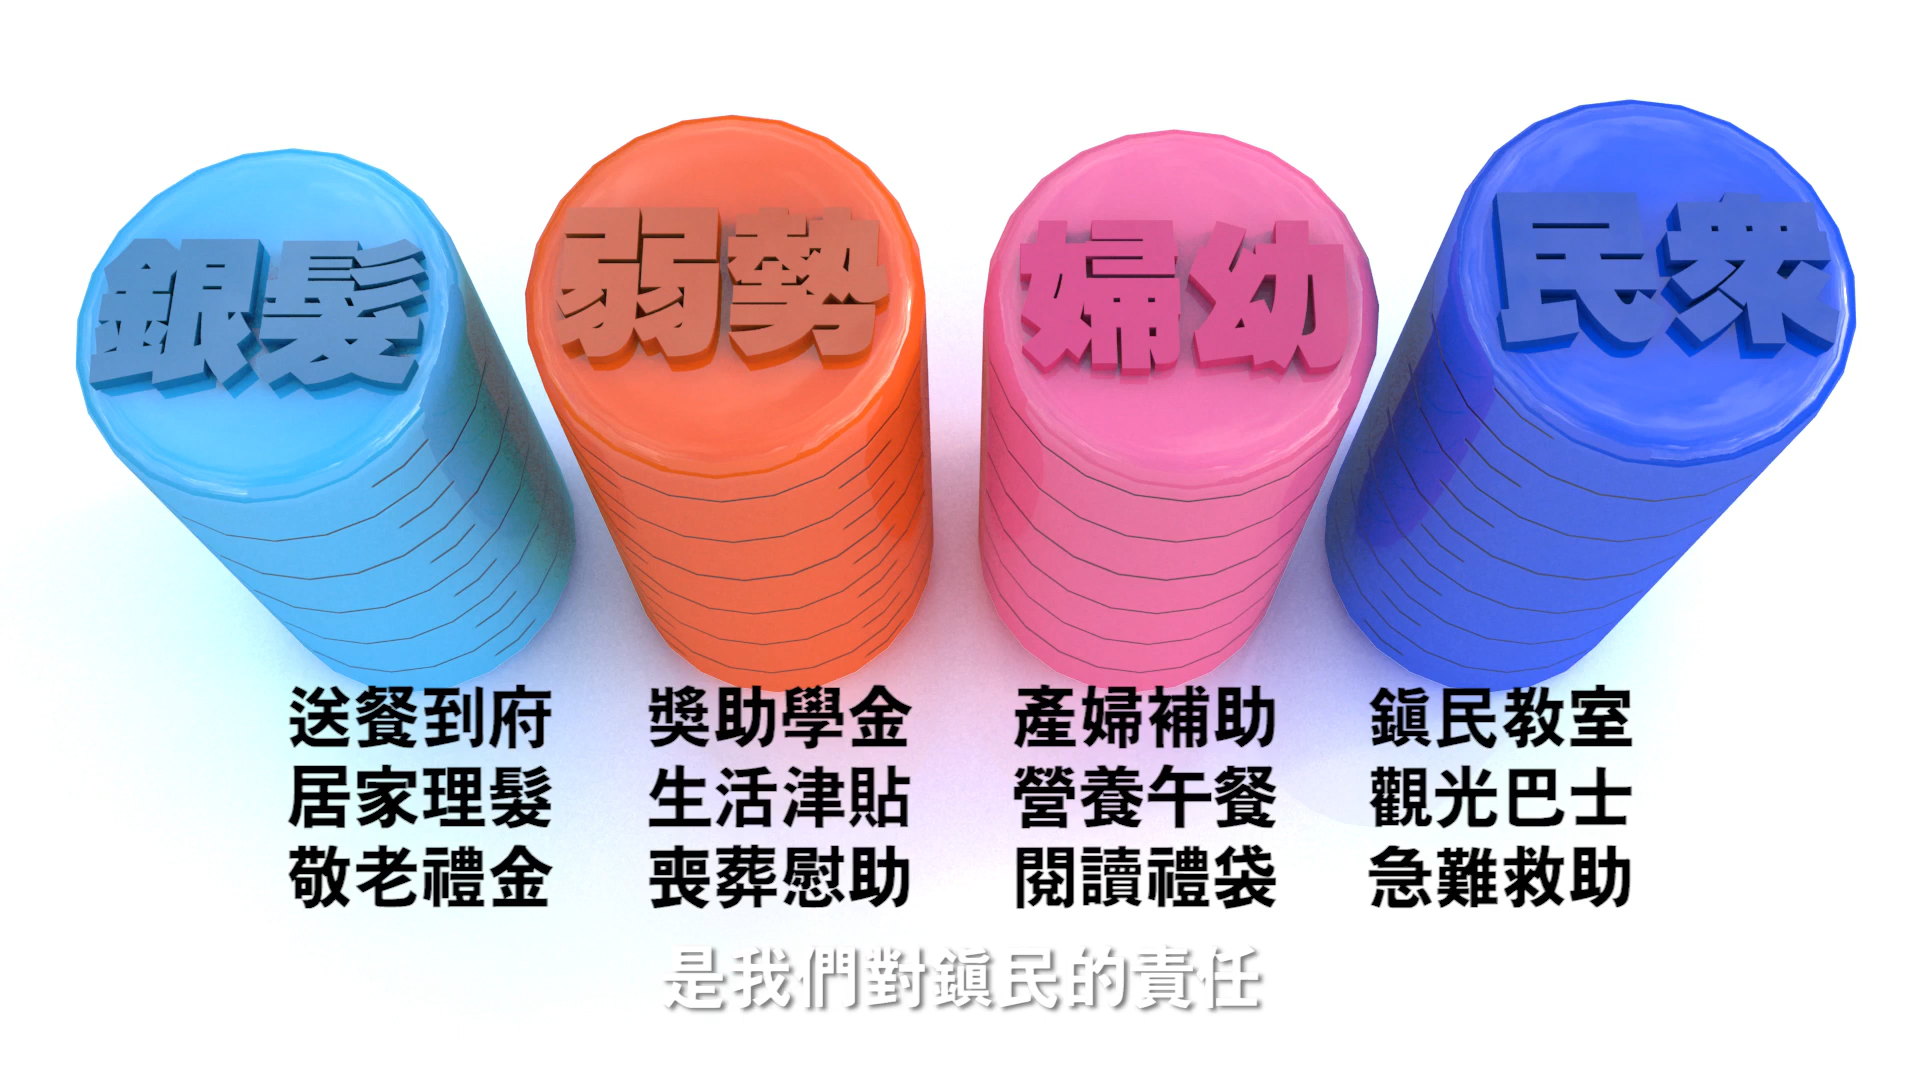 銀髮
弱勢
婦幼
民眾
送餐到府
居家理髮
敬老禮金
獎助學金
生活津貼
喪葬慰助
產婦補助
營養午餐
閱讀禮袋
鎮民教室
觀光巴士
急難救助
是我們對鎮民的責任